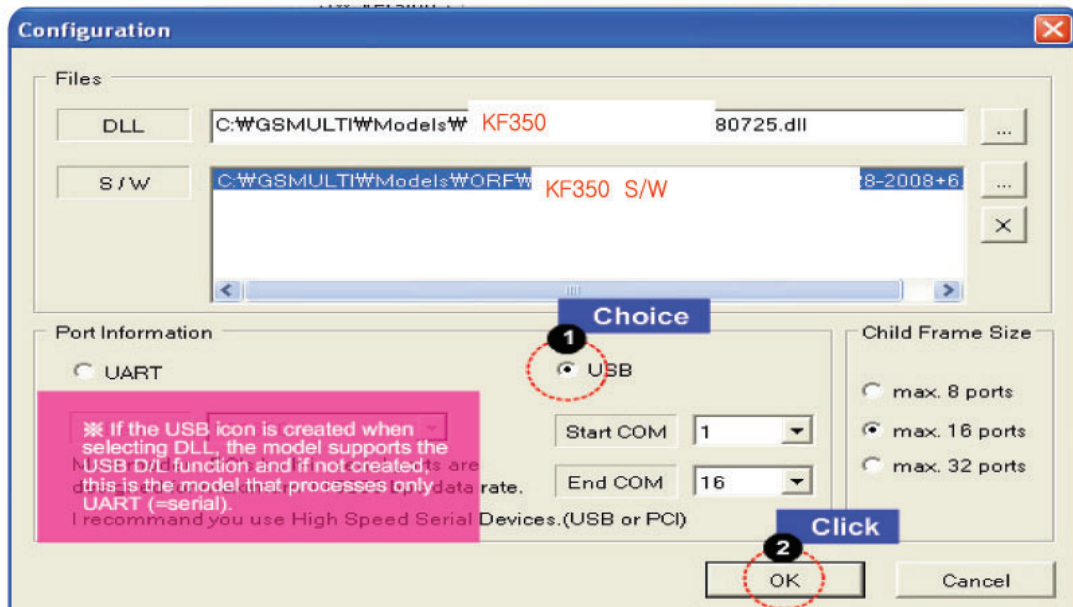 Configuration
Files
DLL
C:₩GSMULTI₩Models₩ KF350 80725.dll
...
S/W
C:₩GSMULTI₩Models₩ORF₩ KF350 S/W 8-2008+6
...
Choice
Port Information
Child Frame Size
1
UART
USB
max. 8 ports
※ If the USB icon is created when
selecting DLL, the model supports the
USB D/L function and if not created,
this is the model that processes only
UART (=serial).
Start COM 1
max. 16 ports
max. 32 ports
End COM 16
data rate.
I recommand you use High Speed Serial Devices.(USB or PCI)
Click
2
OK
Cancel